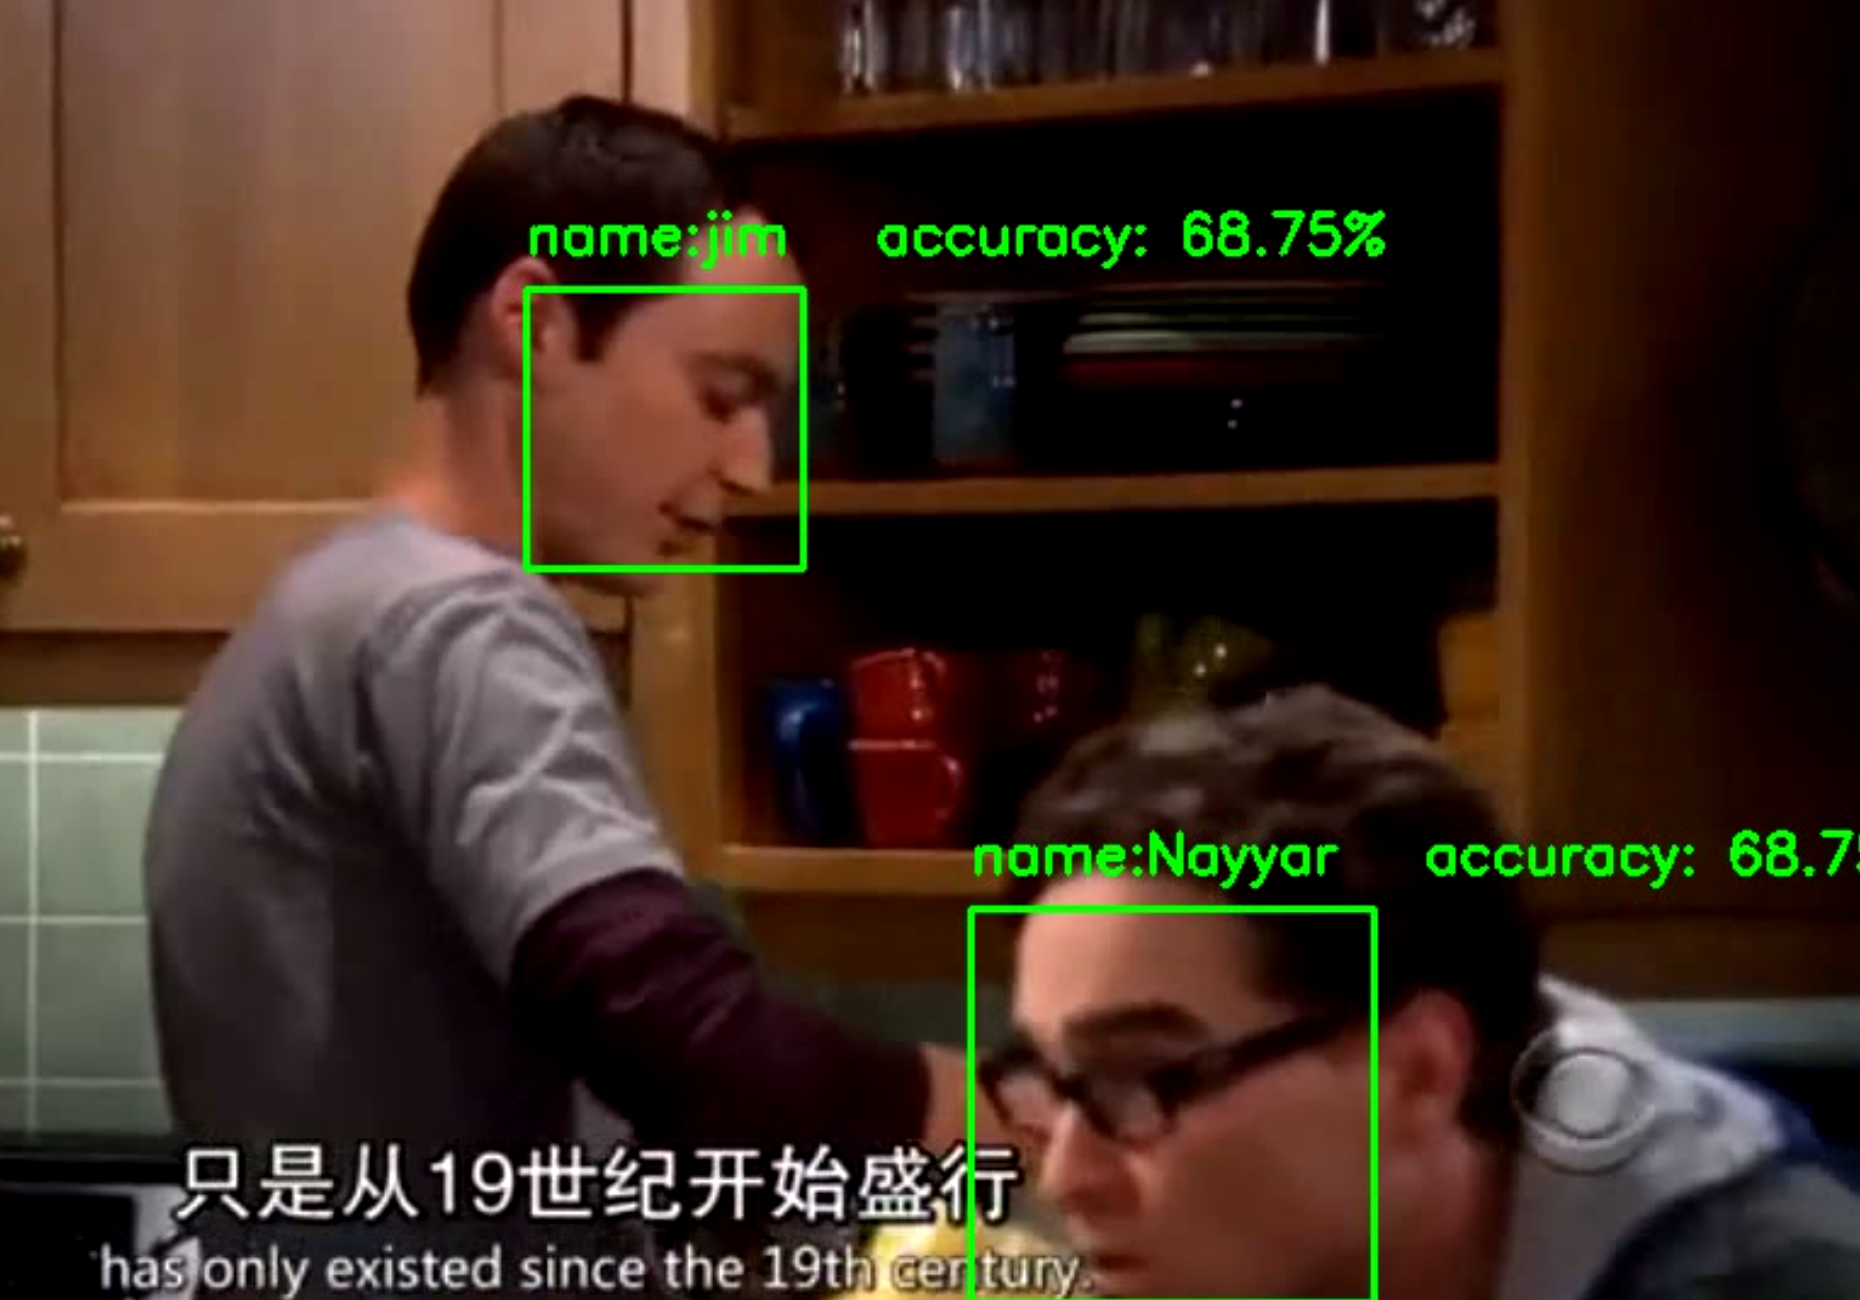 name:jim accuracy: 68.75%
name:Nayyar accuracy: 68.75
只是从19世纪开始盛行
has only existed since the 19th century.